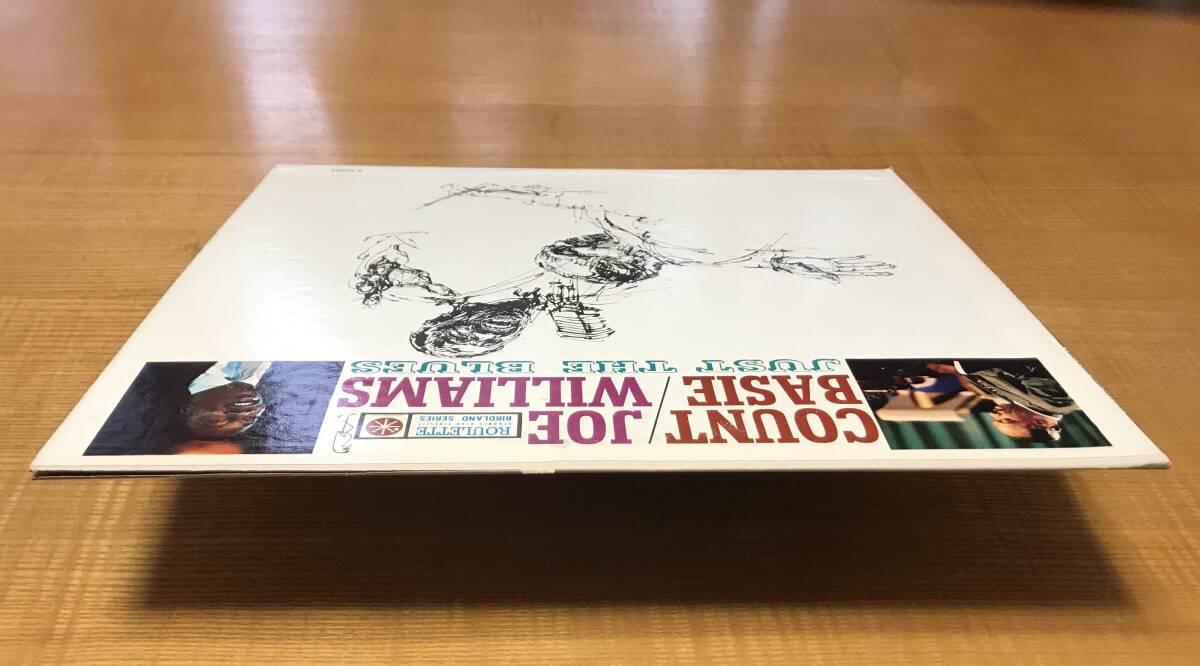 COUNT
BASIE/
JOE
WILLIAMS
JUST THE BLUES
ROULETTE
BIRDLAND SERIES